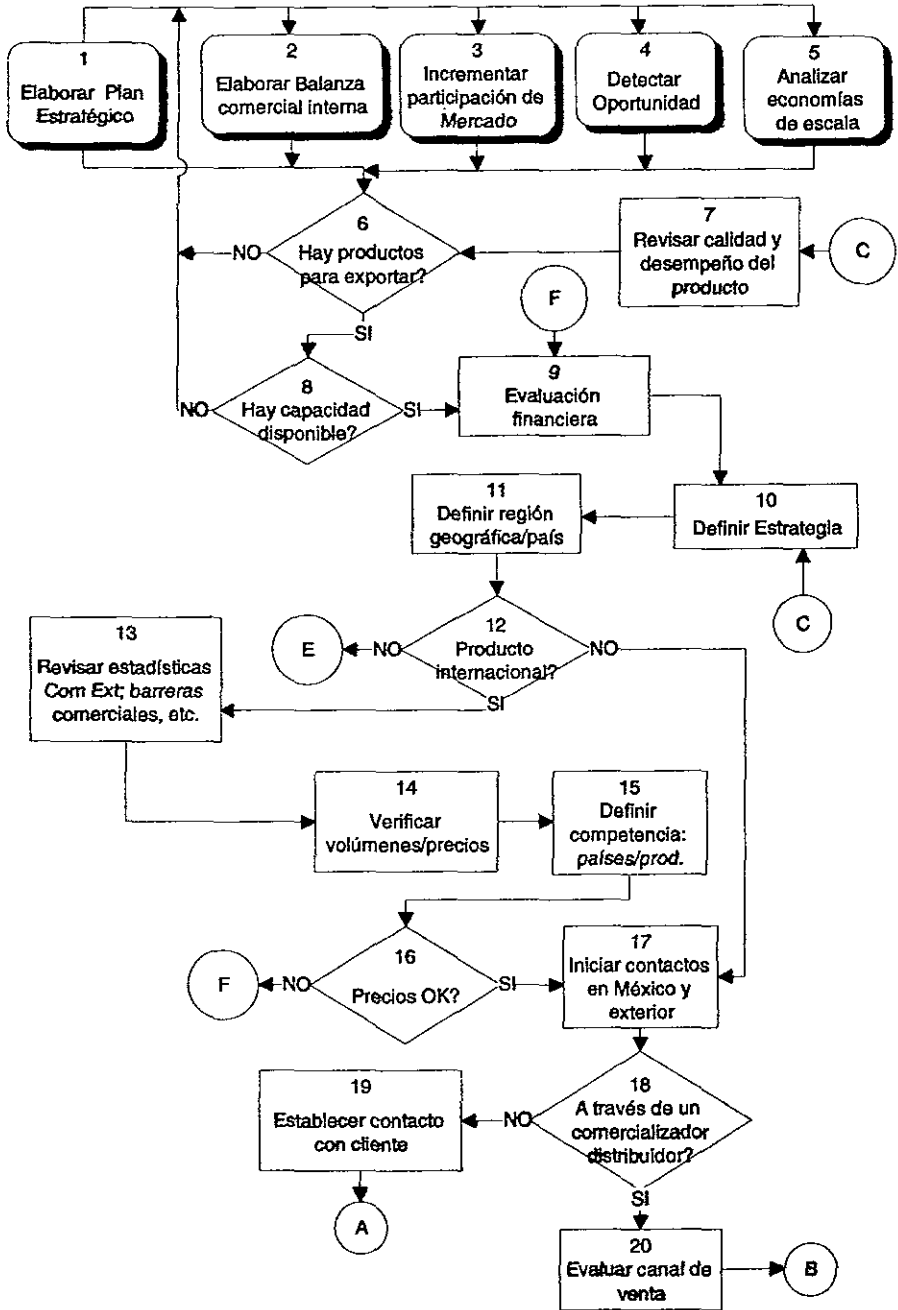 1
Elaborar Plan
Estratégico
2
Elaborar Balanza
comercial interna
3
Incrementar
participación de
Mercado
4
Detectar
Oportunidad
5
Analizar
economías
de escala
6
Hay productos
para exportar?
NO
SI
7
Revisar calidad y
desempeño del
producto
C
F
8
Hay capacidad
disponible?
NO
SI
9
Evaluación
financiera
10
Definir Estrategia
C
11
Definir región
geográfica/país
12
Producto
internacional?
NO
NO
SI
E
13
Revisar estadísticas
Com Ext; barreras
comerciales, etc.
14
Verificar
volúmenes/precios
15
Definir
competencia:
países/prod.
16
Precios OK?
NO
SI
F
17
Iniciar contactos
en México y
exterior
18
A través de un
comercializador
distribuidor?
NO
SI
19
Establecer contacto
con cliente
A
20
Evaluar canal de
venta
B